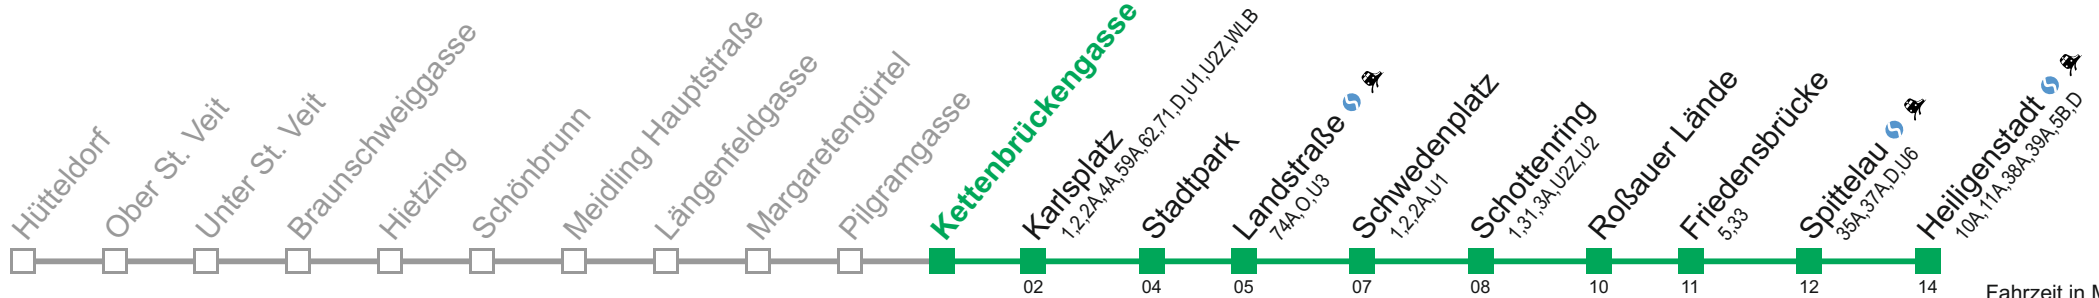 Hütteldorf
Ober St. Veit
Unter St. Veit
Braunschweiggasse
Hietzing
Schönbrunn
Meidling Hauptstraße
Längenfeldgasse
Margaretengürtel
Pilgramgasse
Kettenbrückengasse
Karlsplatz
1,2,2A,4A,59A,62,71,D,U1,U2Z,WLB
Stadtpark
Landstraße
74A,O,U3
Schwedenplatz
1,2,2A,U1
Schottenring
1,31,3A,U2Z,U2
Roßauer Lände
Friedensbrücke
5,33
Spittelau
35A,37A,D,U6
Heiligenstadt
10A,11A,38A,39A,5B,D
02 04 05 07 08 10 11 12 14
Fahrzeit in